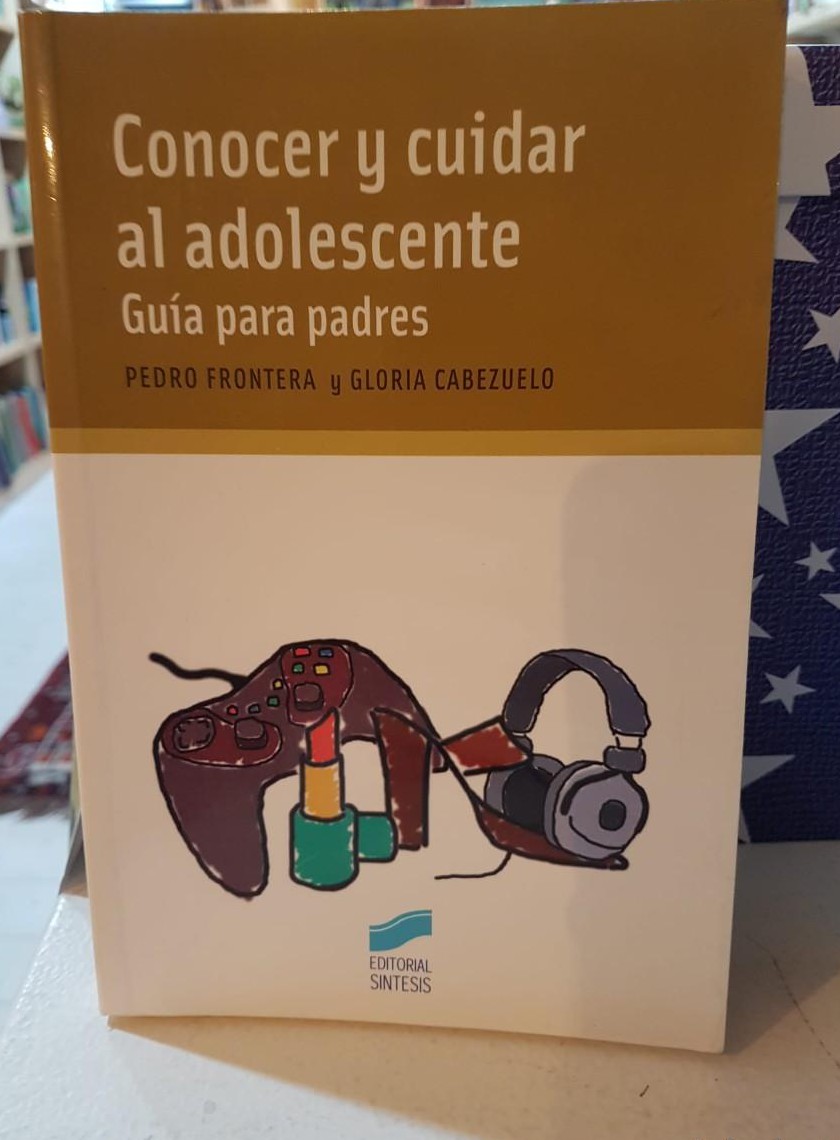 Conocer y cuidar
al adolescente
Guía para padres
PEDRO FRONTERA y GLORIA CABEZUELO
EDITORIAL
SINTESIS